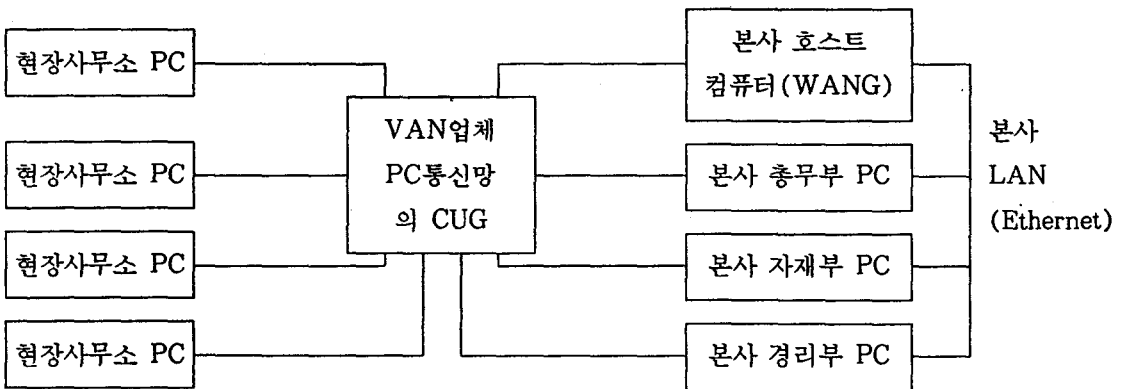 현장사무소 PC
현장사무소 PC
현장사무소 PC
현장사무소 PC
VAN업체
PC통신망
의 CUG
본사 호스트
컴퓨터(WANG)
본사 총무부 PC
본사 자재부 PC
본사 경리부 PC
본사
LAN
(Ethernet)